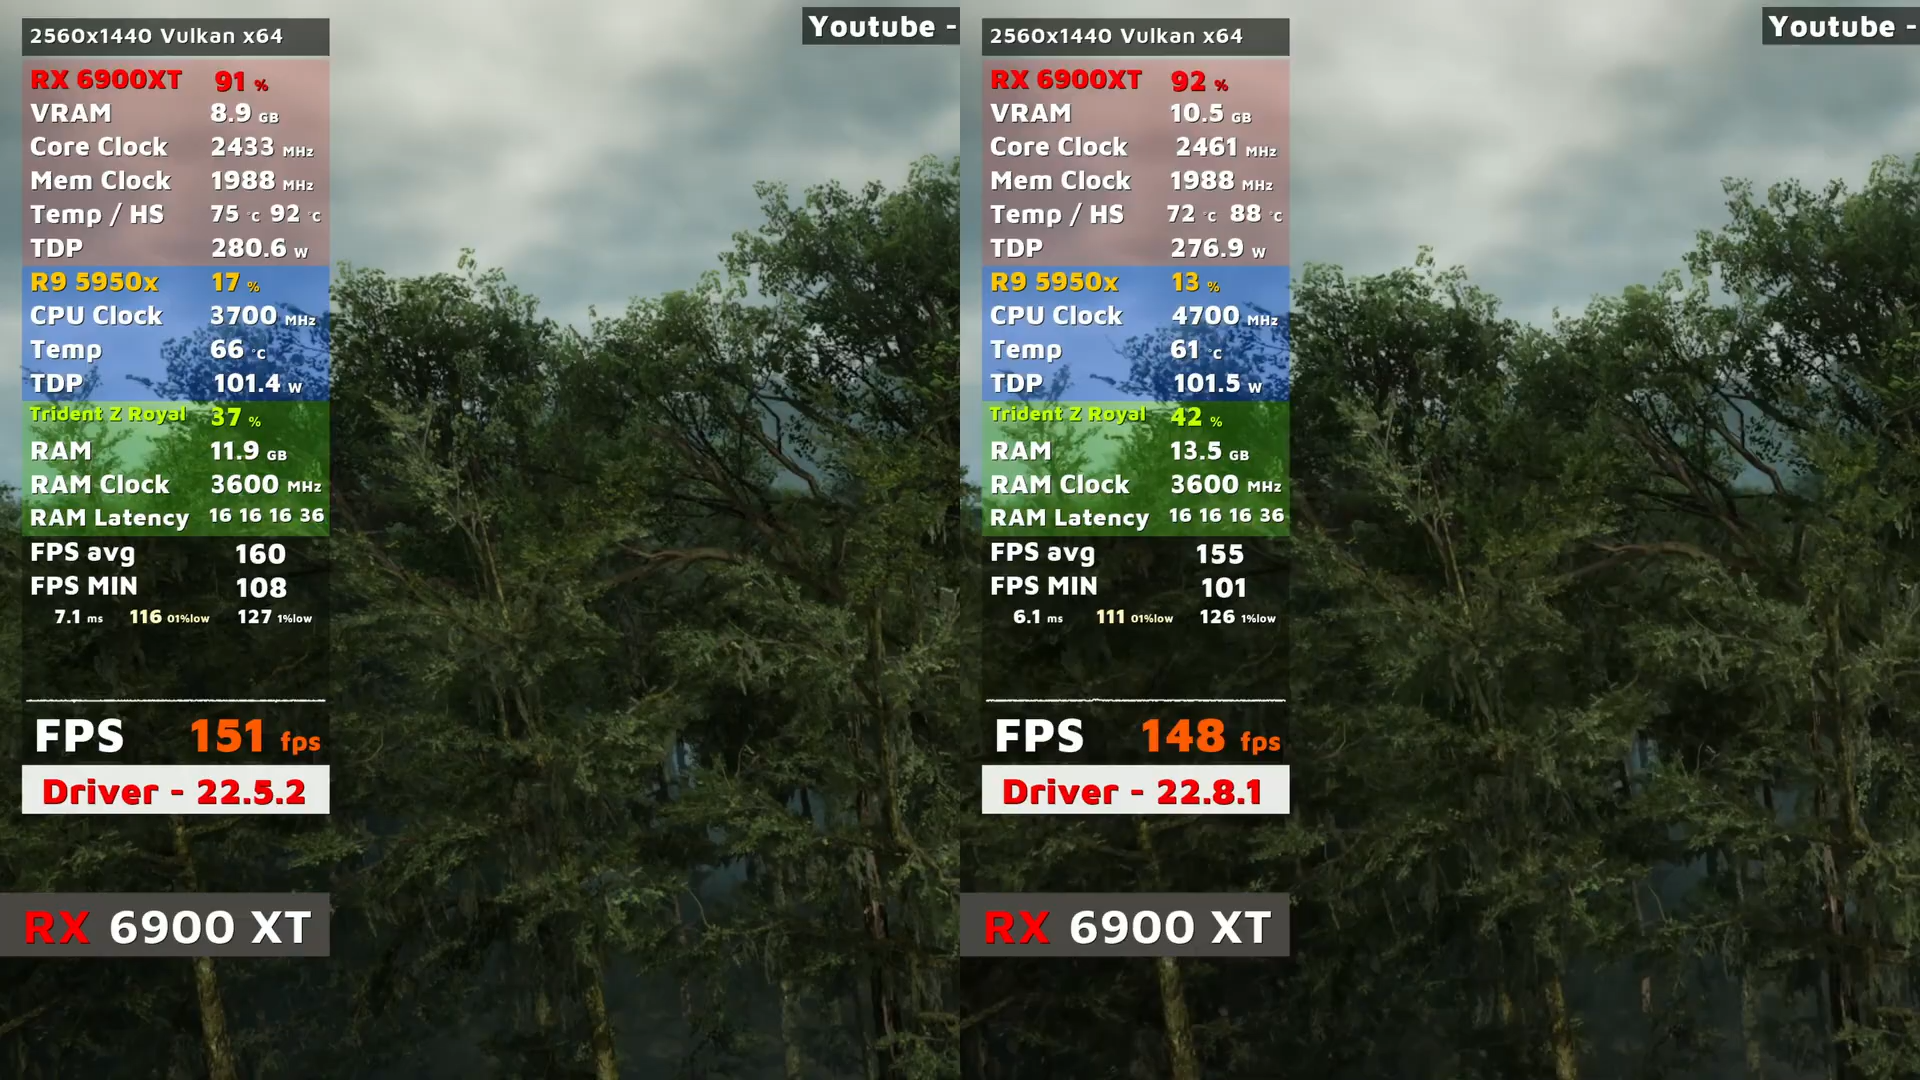 2560x1440 Vulkan x64
Youtube -
RX 6900XT 91 %
VRAM 8.9 GB
Core Clock 2433 MHz
Mem Clock 1988 MHz
Temp / HS 75 °C 92 °C
TDP 280.6 W
R9 5950x 17 %
CPU Clock 3700 MHz
Temp 66 °C
TDP 101.4 W
Trident Z Royal 37 %
RAM 11.9 GB
RAM Clock 3600 MHz
RAM Latency 16 16 16 36
FPS avg 160
FPS MIN 108
7.1 ms 116 01%low 127 1%low
FPS 151 fps
Driver - 22.5.2
RX 6900 XT
2560x1440 Vulkan x64
Youtube -
RX 6900XT 92 %
VRAM 10.5 GB
Core Clock 2461 MHz
Mem Clock 1988 MHz
Temp / HS 72 °C 88 °C
TDP 276.9 W
R9 5950x 13 %
CPU Clock 4700 MHz
Temp 61 °C
TDP 101.5 W
Trident Z Royal 42 %
RAM 13.5 GB
RAM Clock 3600 MHz
RAM Latency 16 16 16 36
FPS avg 155
FPS MIN 101
6.1 ms 111 01%low 126 1%low
FPS 148 fps
Driver - 22.8.1
RX 6900 XT